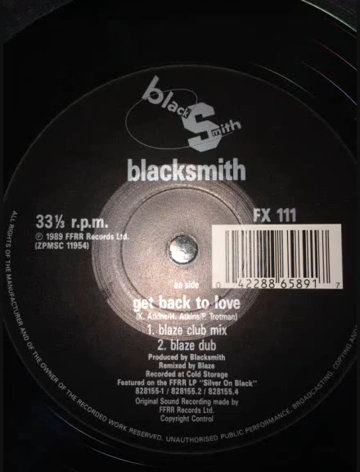 black Smith
blacksmith
33⅓ r.p.m.
℗ 1989 FFRR Records Ltd.
(ZPMSC 11954)
FX 111
0 42288 65891 7
aa side
get back to love
(K. Atkins/H. Atkins/P. Trotman)
1. blaze club mix
2. blaze dub
Produced by Blacksmith
Remixed by Blaze
Recorded at Cold Storage
Featured on the FFRR LP "Silver On Black"
828155-1 / 828155.2 / 828155.4
Original Sound Recording made by
FFRR Records Ltd.
Copyright Control
ALL RIGHTS OF THE MANUFACTURER AND OF THE OWNER OF THE RECORDED WORK RESERVED. UNAUTHORISED PUBLIC PERFORMANCE, BROADCASTING